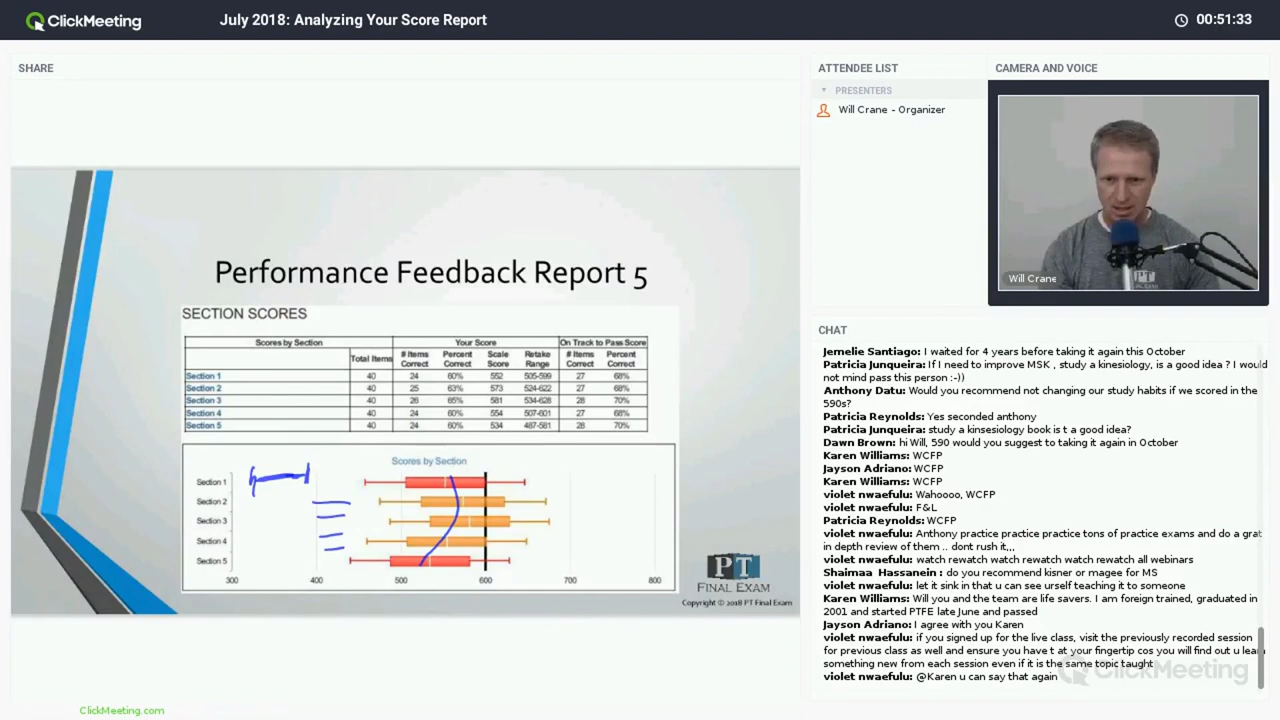 ClickMeeting
July 2018: Analyzing Your Score Report
00:51:33
SHARE
Performance Feedback Report 5
SECTION SCORES
Scores by Section Your Score On Track to Pass Score
Total Items # Items Correct Percent Correct Scale Score Retake Range # Items Correct Percent Correct
Section 1 40 24 60% 552 505-599 27 68%
Section 2 40 25 63% 573 524-622 27 68%
Section 3 40 26 65% 581 534-628 28 70%
Section 4 40 24 60% 554 507-601 27 68%
Section 5 40 24 60% 534 487-581 28 70%
Scores by Section
Section 1
Section 2
Section 3
Section 4
Section 5
300 400 500 600 700 800
PT
FINAL EXAM
Copyright © 2018 PT Final Exam
ClickMeeting.com
ATTENDEE LIST
PRESENTERS
Will Crane - Organizer
CAMERA AND VOICE
PT
Will Crane
CHAT
Jemelie Santiago: I waited for 4 years before taking it again this October
Patricia Junqueira: If I need to improve MSK , study a kinesiology, is a good idea ? I would
not mind pass this person :-))
Anthony Datu: Would you recommend not changing our study habits if we scored in the
590s?
Patricia Reynolds: Yes seconded anthony
Patricia Junqueira: study a kinsesiology book is t a good idea?
Dawn Brown: hi Will, 590 would you suggest to taking it again in October
Karen Williams: WCFP
Jayson Adriano: WCFP
Karen Williams: WCFP
violet nwaefulu: Wahoooo, WCFP
violet nwaefulu: F&L
Patricia Reynolds: WCFP
violet nwaefulu: Anthony practice practice practice tons of practice exams and do a grat
in depth review of them .. dont rush it,,,
violet nwaefulu: watch rewatch watch rewatch watch rewatch all webinars
Shaimaa Hassanein : do you recommend kisner or magee for MS
violet nwaefulu: let it sink in that u can see urself teaching it to someone
Karen Williams: Will you and the team are life savers. I am foreign trained, graduated in
2001 and started PTFE late June and passed
Jayson Adriano: I agree with you Karen
violet nwaefulu: if you signed up for the live class, visit the previously recorded session
for previous class as well and ensure you have t at your fingertip cos you will find out u learn
something new from each session even if it is the same topic taught
violet nwaefulu: @Karen u can say that again
ClickMeeting